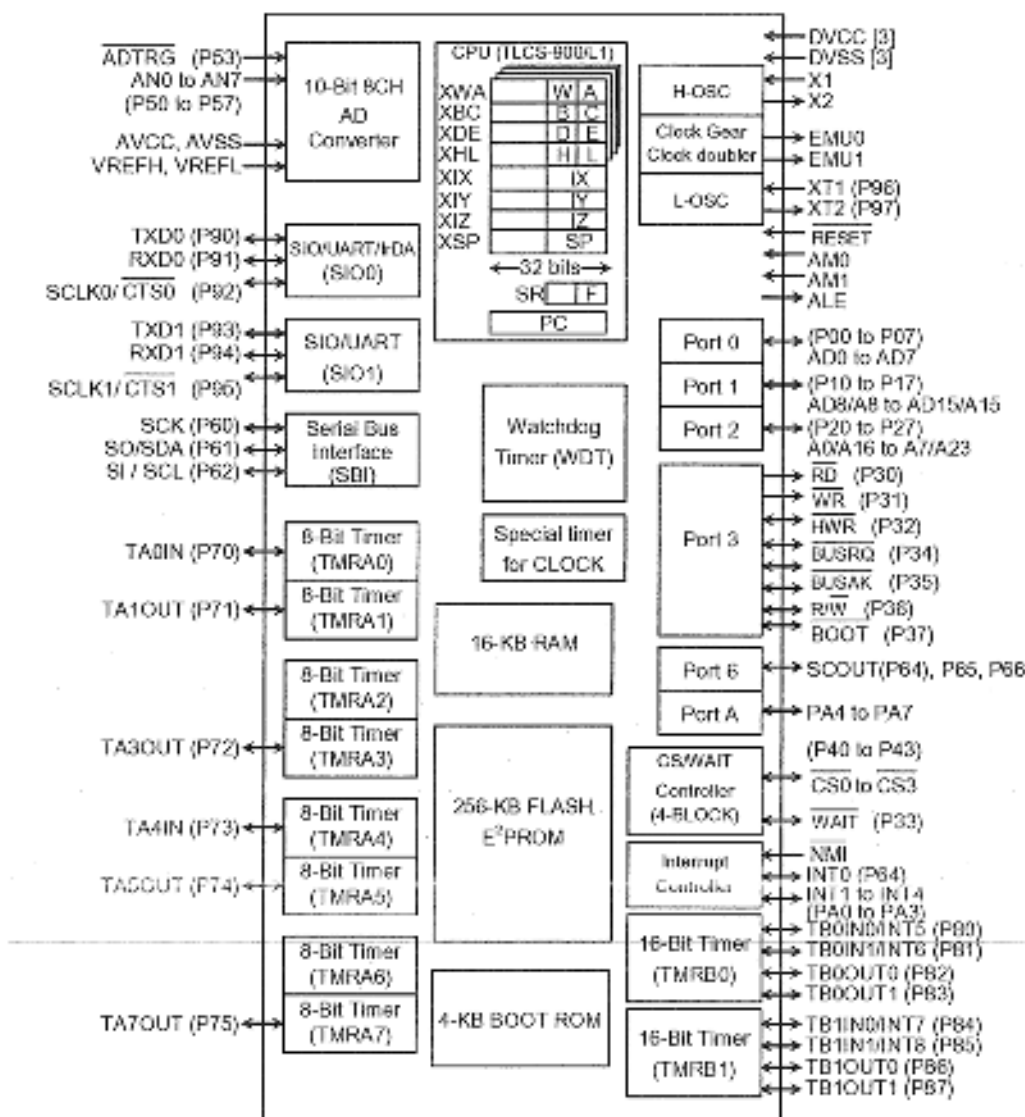 ADTRG (P53)
AN0 to AN7
(P50 to P57)
AVCC, AVSS
VREFH, VREFL
10-Bit 8CH
AD
Converter
TXD0 (P90)
RXD0 (P91)
SCLK0/CTS0 (P92)
SIO/UART/IrDA
(SIO0)
TXD1 (P93)
RXD1 (P94)
SCLK1/CTS1 (P95)
SIO/UART
(SIO1)
SCK (P60)
SO/SDA (P61)
SI / SCL (P62)
Serial Bus
Interface
(SBI)
TA0IN (P70)
8-Bit Timer
(TMRA0)
TA1OUT (P71)
8-Bit Timer
(TMRA1)
8-Bit Timer
(TMRA2)
TA3OUT (P72)
8-Bit Timer
(TMRA3)
TA4IN (P73)
8-Bit Timer
(TMRA4)
TA5OUT (P74)
8-Bit Timer
(TMRA5)
8-Bit Timer
(TMRA6)
TA7OUT (P75)
8-Bit Timer
(TMRA7)
CPU (TLCS-900/L1)
XWA W A
XBC B C
XDE D E
XHL H L
XIX IX
XIY IY
XIZ IZ
XSP SP
32 bits
SR F
PC
Watchdog
Timer (WDT)
Special timer
for CLOCK
16-KB RAM
256-KB FLASH
E²PROM
4-KB BOOT ROM
H-OSC
Clock Gear
Clock doubler
L-OSC
DVCC [3]
DVSS [3]
X1
X2
EMU0
EMU1
XT1 (P96)
XT2 (P97)
RESET
AM0
AM1
ALE
Port 0
(P00 to P07)
AD0 to AD7
Port 1
(P10 to P17)
AD8/A8 to AD15/A15
Port 2
(P20 to P27)
A0/A16 to A7/A23
Port 3
RD (P30)
WR (P31)
HWR (P32)
BUSRQ (P34)
BUSAK (P35)
R/W (P36)
BOOT (P37)
Port 6
SCOUT(P64), P65, P66
Port A
PA4 to PA7
CS/WAIT
Controller
(4-BLOCK)
(P40 to P43)
CS0 to CS3
WAIT (P33)
Interrupt
Controller
NMI
INT0 (P64)
INT1 to INT4
(PA0 to PA3)
16-Bit Timer
(TMRB0)
TB0IN0/INT5 (P80)
TB0IN1/INT6 (P81)
TB0OUT0 (P82)
TB0OUT1 (P83)
16-Bit Timer
(TMRB1)
TB1IN0/INT7 (P84)
TB1IN1/INT8 (P85)
TB1OUT0 (P86)
TB1OUT1 (P87)